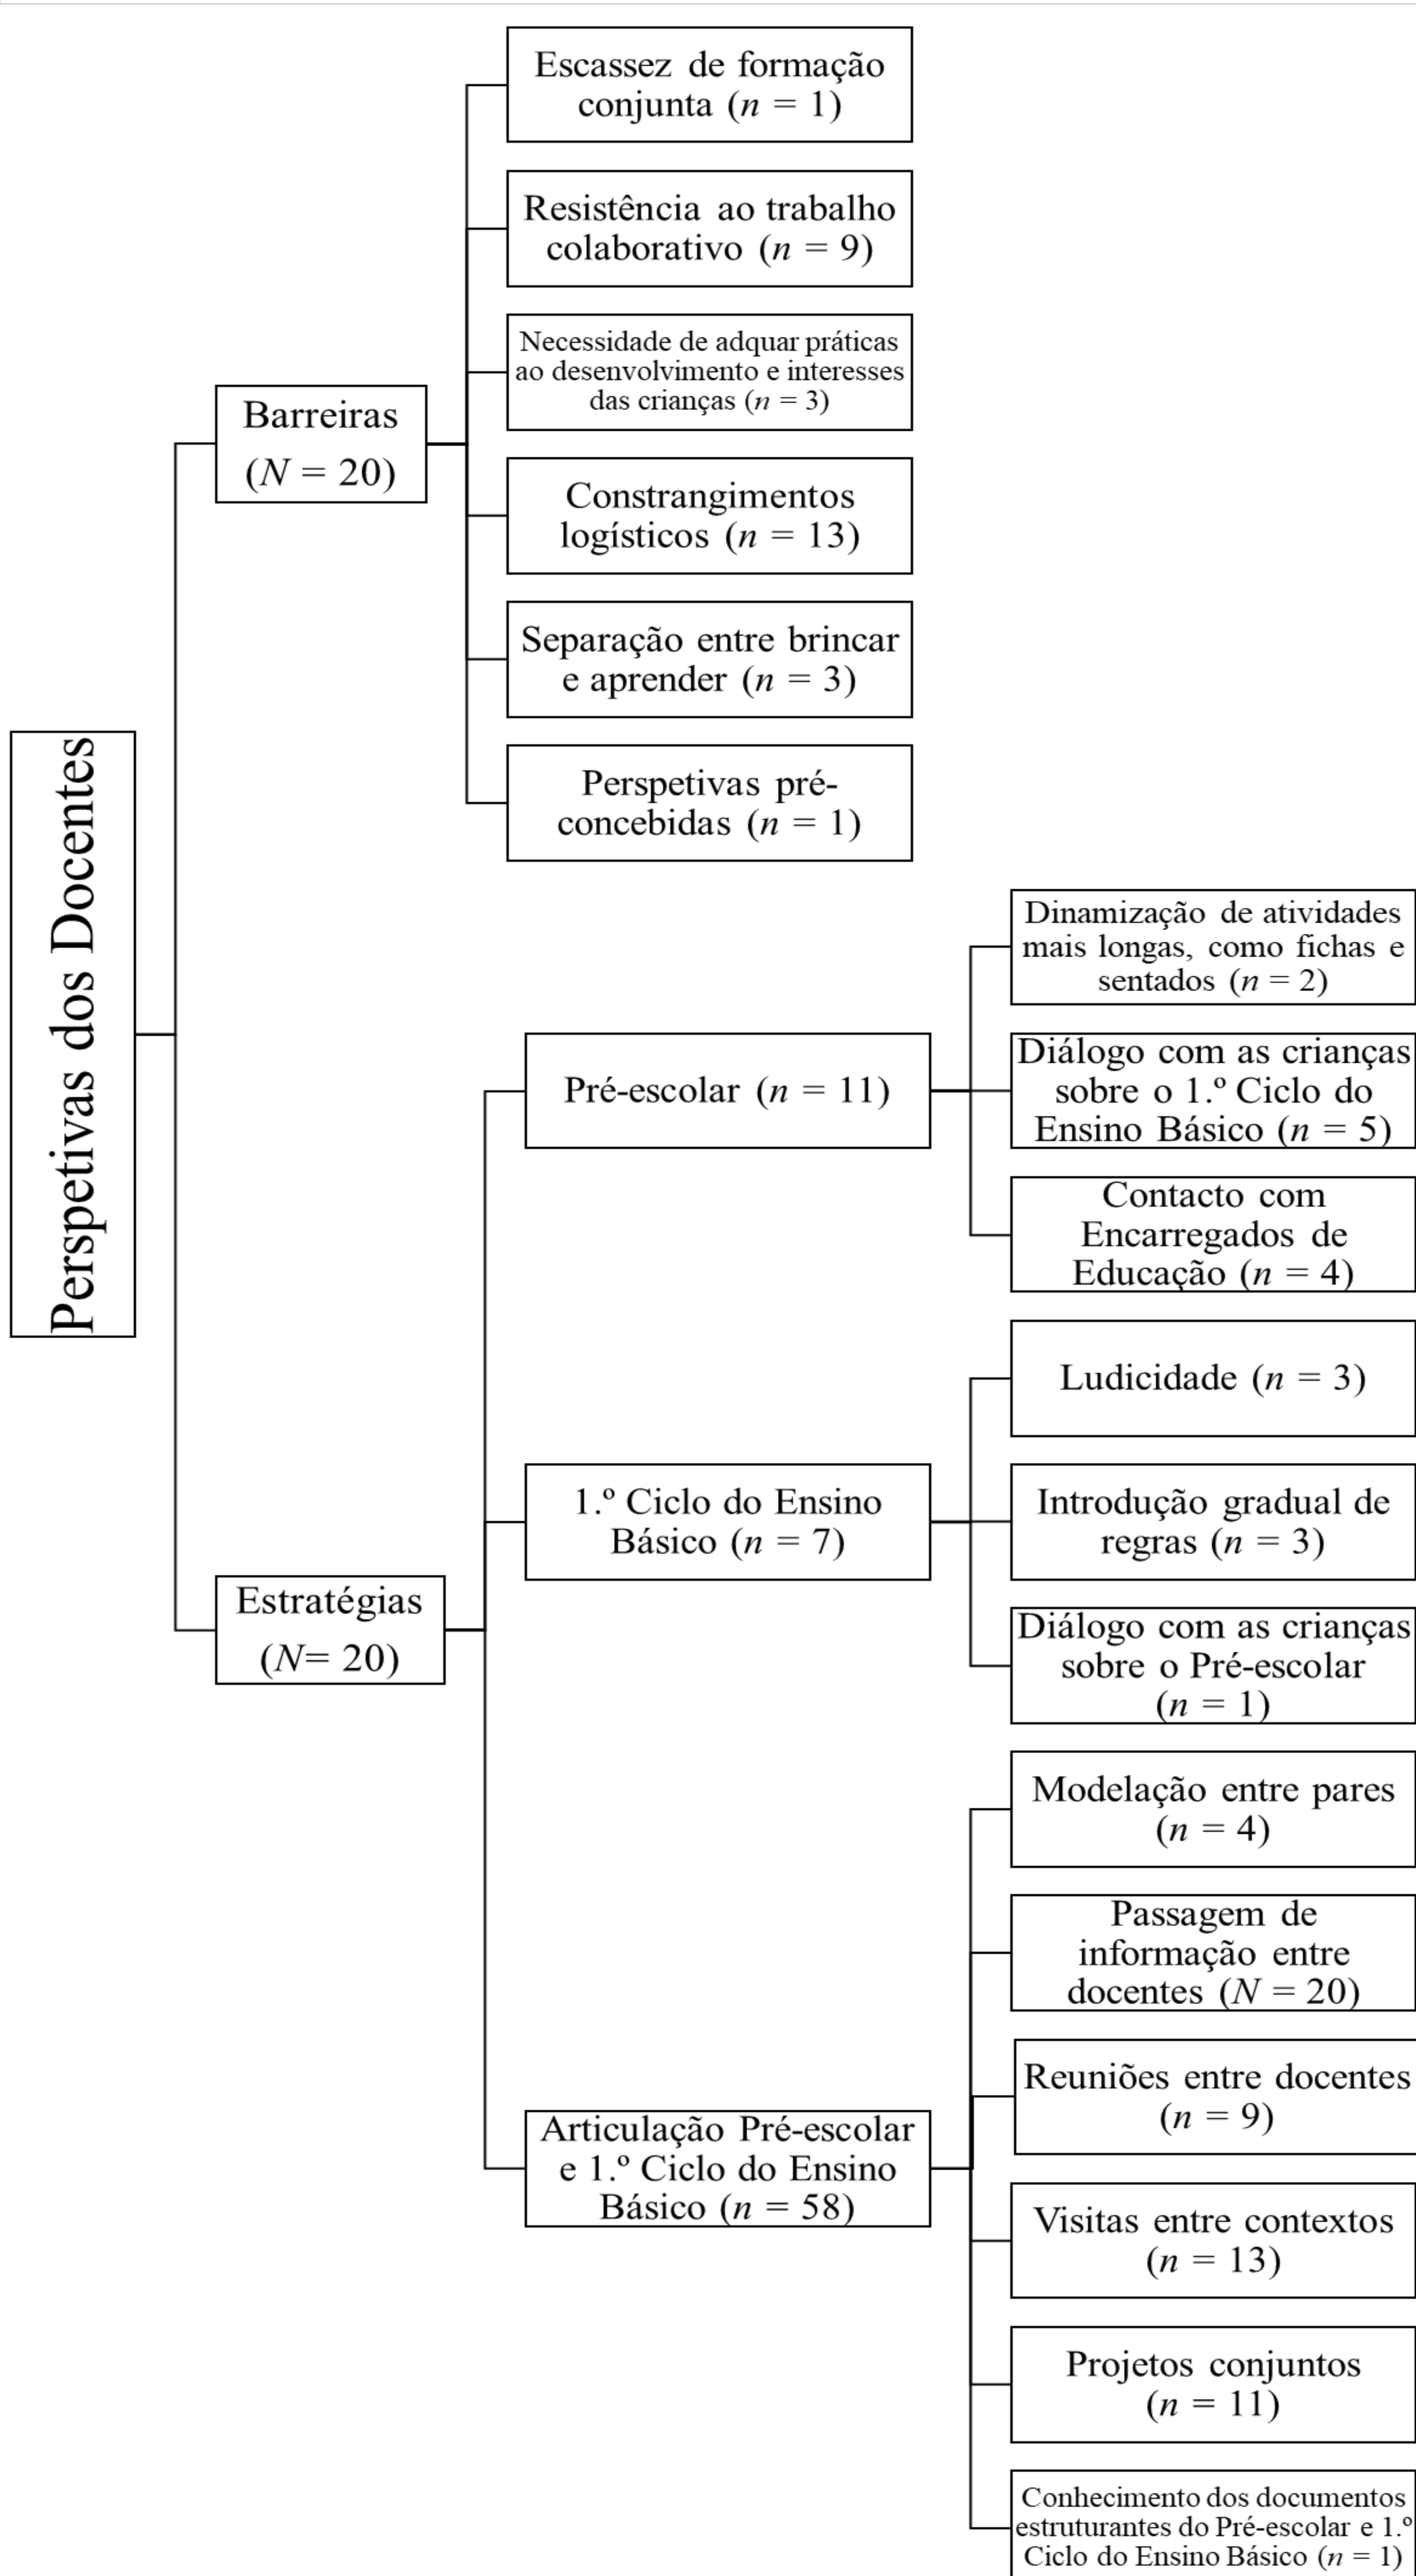 Perspetivas dos Docentes
Barreiras
(N = 20)
Escassez de formação
conjunta (n = 1)
Resistência ao trabalho
colaborativo (n = 9)
Necessidade de adquar práticas
ao desenvolvimento e interesses
das crianças (n = 3)
Constrangimentos
logísticos (n = 13)
Separação entre brincar
e aprender (n = 3)
Perspetivas pré-
concebidas (n = 1)
Estratégias
(N= 20)
Pré-escolar (n = 11)
Dinamização de atividades
mais longas, como fichas e
sentados (n = 2)
Diálogo com as crianças
sobre o 1.º Ciclo do
Ensino Básico (n = 5)
Contacto com
Encarregados de
Educação (n = 4)
1.º Ciclo do Ensino
Básico (n = 7)
Ludicidade (n = 3)
Introdução gradual de
regras (n = 3)
Diálogo com as crianças
sobre o Pré-escolar
(n = 1)
Articulação Pré-escolar
e 1.º Ciclo do Ensino
Básico (n = 58)
Modelação entre pares
(n = 4)
Passagem de
informação entre
docentes (N = 20)
Reuniões entre docentes
(n = 9)
Visitas entre contextos
(n = 13)
Projetos conjuntos
(n = 11)
Conhecimento dos documentos
estruturantes do Pré-escolar e 1.º
Ciclo do Ensino Básico (n = 1)